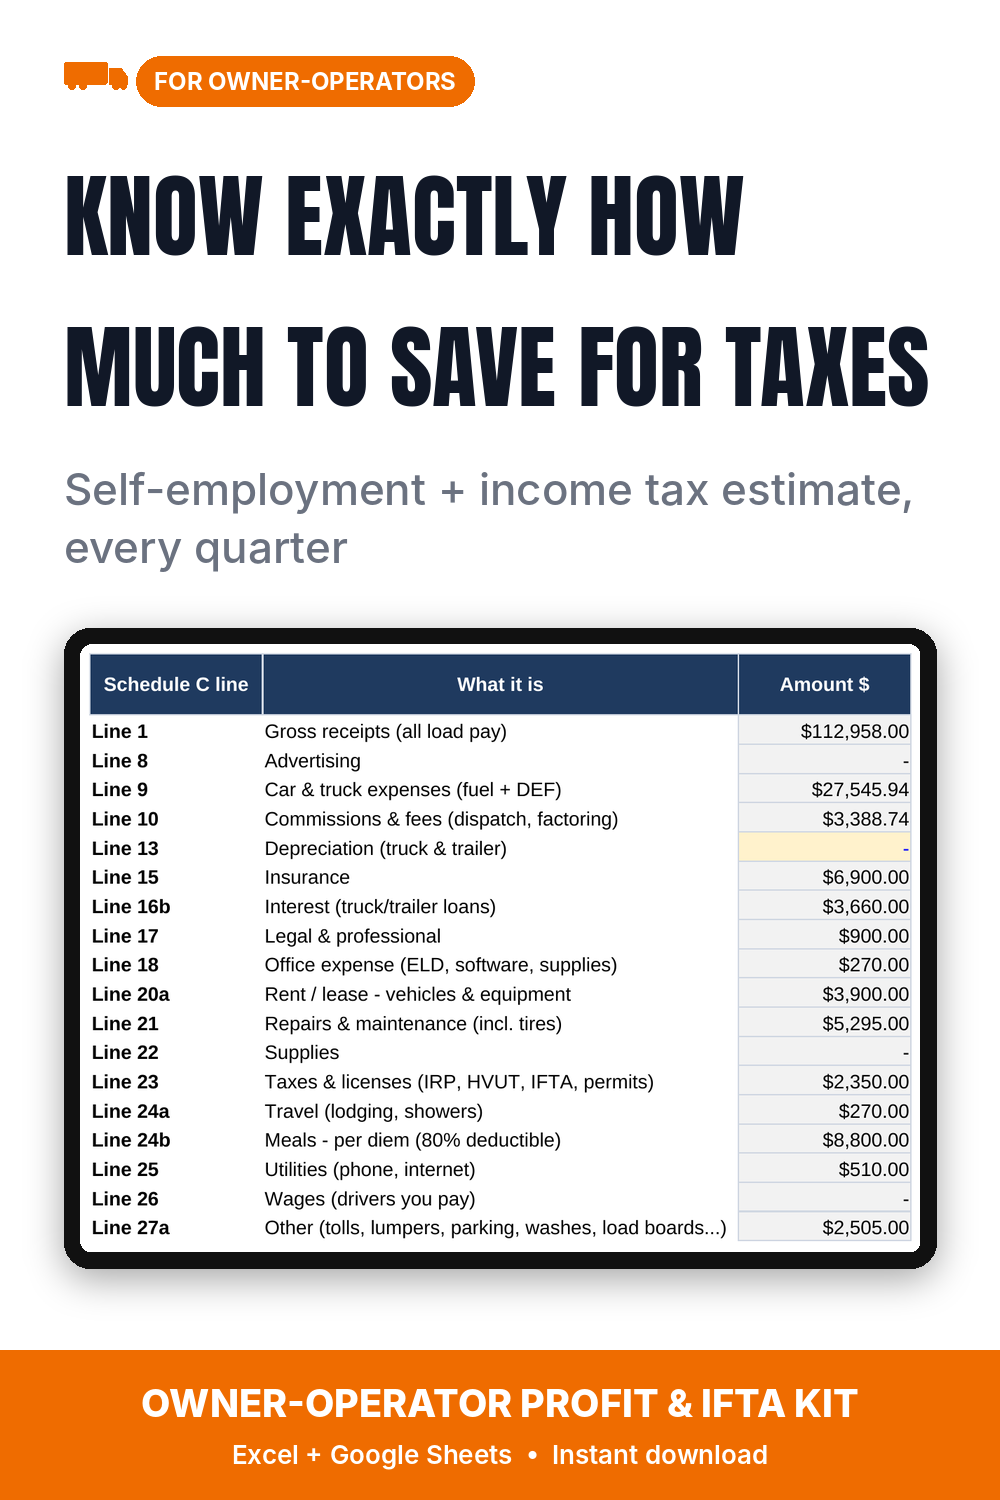 FOR OWNER-OPERATORS
KNOW EXACTLY HOW
MUCH TO SAVE FOR TAXES
Self-employment + income tax estimate,
every quarter
Schedule C line What it is Amount $
Line 1 Gross receipts (all load pay) $112,958.00
Line 8 Advertising -
Line 9 Car & truck expenses (fuel + DEF) $27,545.94
Line 10 Commissions & fees (dispatch, factoring) $3,388.74
Line 13 Depreciation (truck & trailer) -
Line 15 Insurance $6,900.00
Line 16b Interest (truck/trailer loans) $3,660.00
Line 17 Legal & professional $900.00
Line 18 Office expense (ELD, software, supplies) $270.00
Line 20a Rent / lease - vehicles & equipment $3,900.00
Line 21 Repairs & maintenance (incl. tires) $5,295.00
Line 22 Supplies -
Line 23 Taxes & licenses (IRP, HVUT, IFTA, permits) $2,350.00
Line 24a Travel (lodging, showers) $270.00
Line 24b Meals - per diem (80% deductible) $8,800.00
Line 25 Utilities (phone, internet) $510.00
Line 26 Wages (drivers you pay) -
Line 27a Other (tolls, lumpers, parking, washes, load boards...) $2,505.00
OWNER-OPERATOR PROFIT & IFTA KIT
Excel + Google Sheets • Instant download